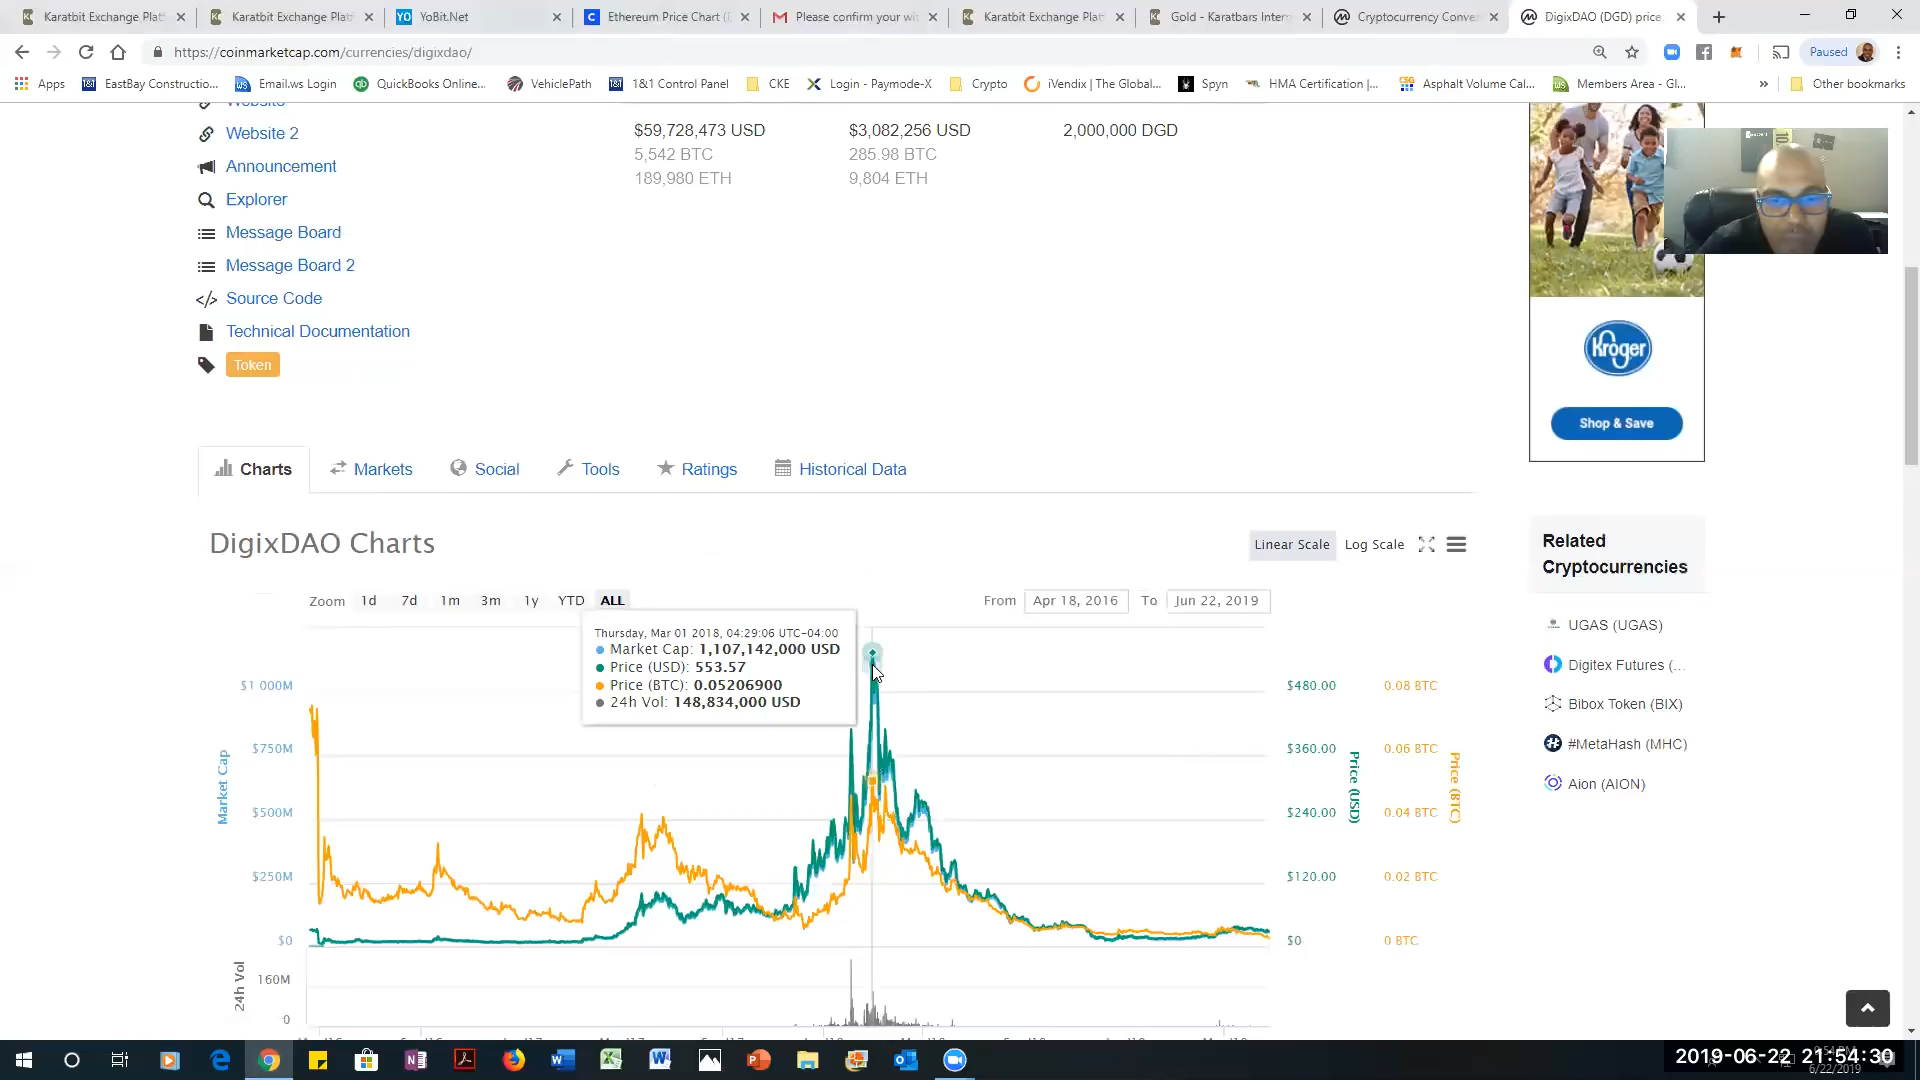 Karatbit Exchange Plat
Karatbit Exchange Platf
YoBit.Net
Ethereum Price Chart (
Please confirm your wi
Karatbit Exchange Plat
Gold - Karatbars Intern
Cryptocurrency Conve
DigixDAO (DGD) price
https://coinmarketcap.com/currencies/digixdao/
Paused
Apps
EastBay Constructio...
Email.ws Login
QuickBooks Online...
VehiclePath
1&1 Control Panel
CKE
Login - Paymode-X
Crypto
iVendix | The Global...
Spyn
HMA Certification |...
Asphalt Volume Cal...
Members Area - Gl...
Other bookmarks
Website
Website 2
Announcement
Explorer
Message Board
Message Board 2
Source Code
Technical Documentation
Token
$59,728,473 USD
5,542 BTC
189,980 ETH
$3,082,256 USD
285.98 BTC
9,804 ETH
2,000,000 DGD
Kroger
Shop & Save
Charts
Markets
Social
Tools
Ratings
Historical Data
DigixDAO Charts
Linear Scale
Log Scale
Zoom 1d 7d 1m 3m 1y YTD ALL
From Apr 18, 2016 To Jun 22, 2019
Thursday, Mar 01 2018, 04:29:06 UTC-04:00
Market Cap: 1,107,142,000 USD
Price (USD): 553.57
Price (BTC): 0.05206900
24h Vol: 148,834,000 USD
$1 000M
$750M
$500M
$250M
$0
Market Cap
160M
0
24h Vol
$480.00
$360.00
$240.00
$120.00
$0
Price (USD)
0.08 BTC
0.06 BTC
0.04 BTC
0.02 BTC
0 BTC
Price (BTC)
Related
Cryptocurrencies
UGAS (UGAS)
Digitex Futures (...
Bibox Token (BIX)
#MetaHash (MHC)
Aion (AION)
2019-06-22 21:54:30
6/22/2019